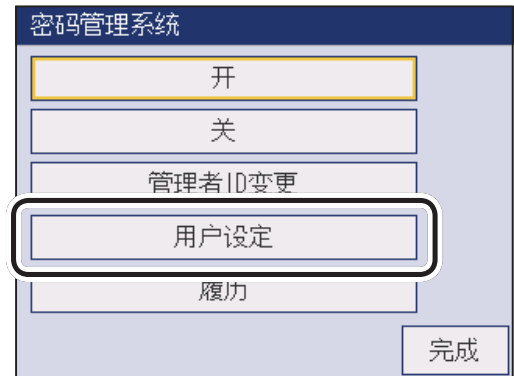 密码管理系统
开
关
管理者ID变更
用户设定
履历
完成